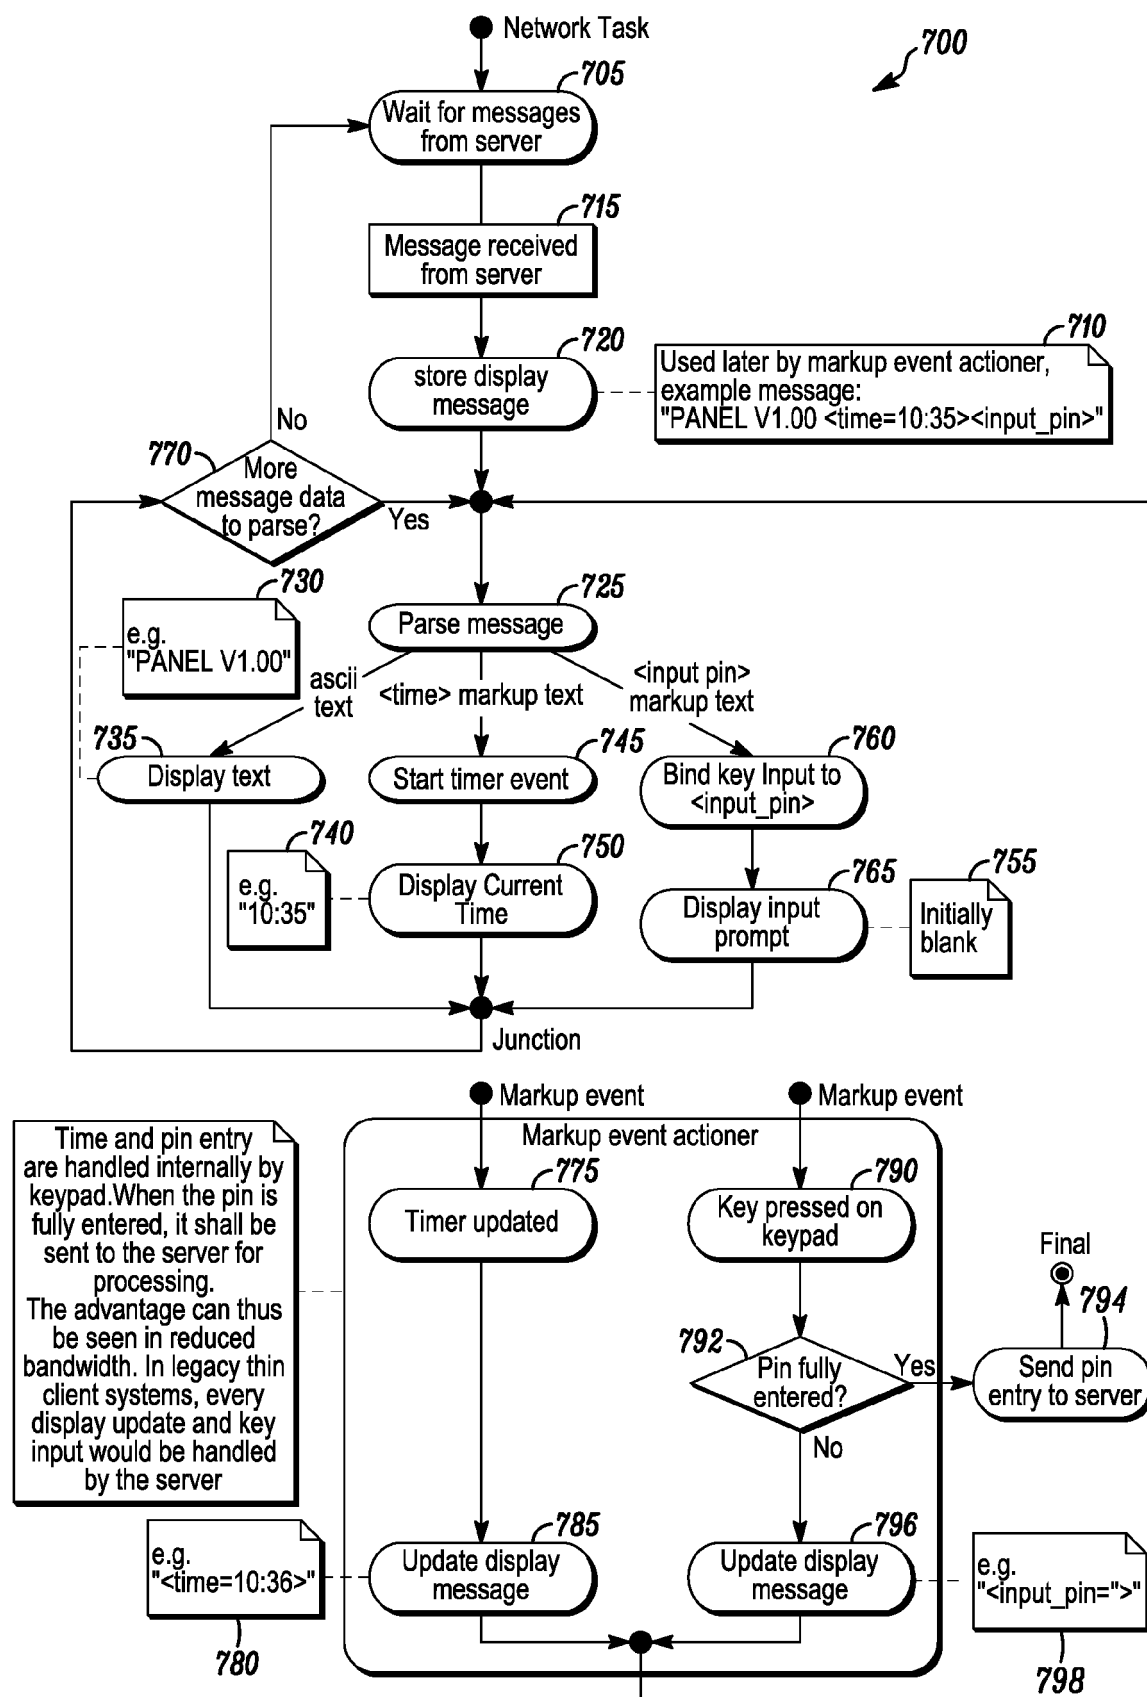 Network Task
700
705
Wait for messages
from server
715
Message received
from server
720
store display
message
710
Used later by markup event actioner,
example message:
"PANEL V1.00 <time=10:35><input_pin>"
No
770
More
message data
to parse?
Yes
730
e.g.
"PANEL V1.00"
725
Parse message
ascii
text
<time> markup text
<input pin>
markup text
735
Display text
745
Start timer event
760
Bind key Input to
<input_pin>
740
e.g.
"10:35"
750
Display Current
Time
765
Display input
prompt
755
Initially
blank
Junction
Markup event
Markup event
Markup event actioner
Time and pin entry
are handled internally by
keypad.When the pin is
fully entered, it shall be
sent to the server for
processing.
The advantage can thus
be seen in reduced
bandwidth. In legacy thin
client systems, every
display update and key
input would be handled
by the server
775
Timer updated
790
Key pressed on
keypad
Final
794
Send pin
entry to server
792
Pin fully
entered?
Yes
No
780
e.g.
"<time=10:36>"
785
Update display
message
796
Update display
message
e.g.
"<input_pin=">"
798